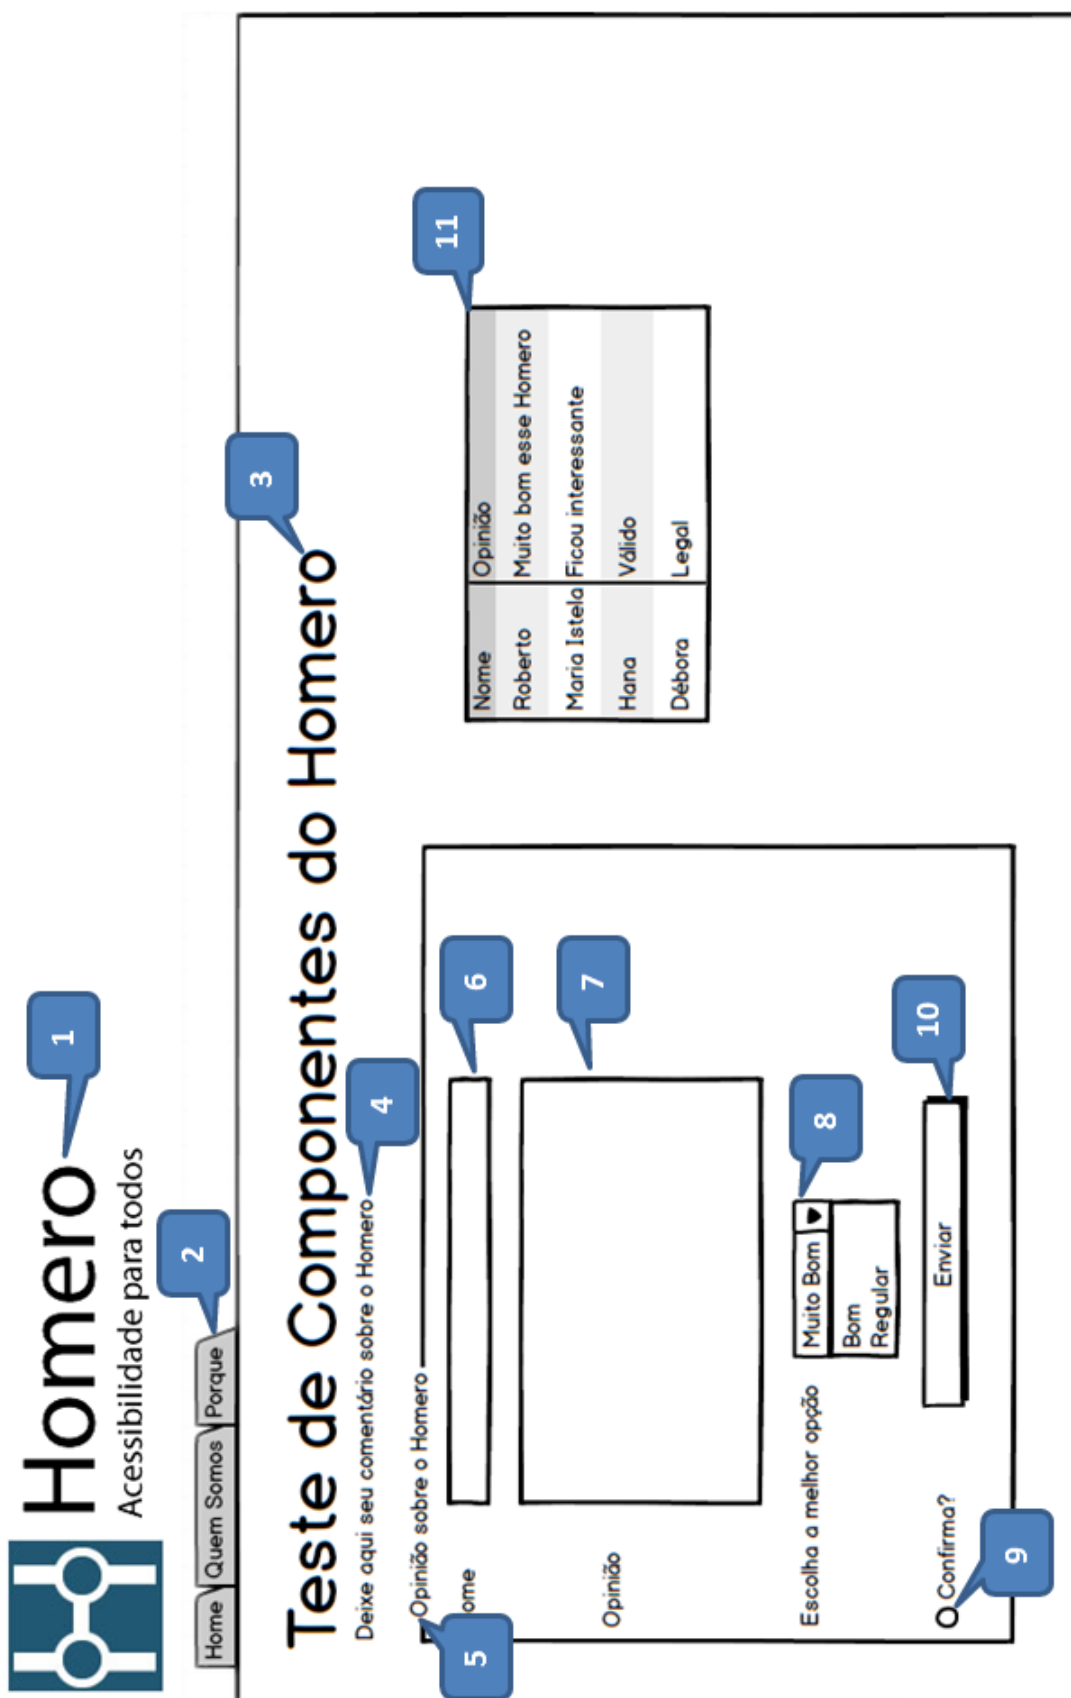 Homero
1
Acessibilidade para todos
2
Home Quem Somos Porque
3
Teste de Componentes do Homero
Deixe aqui seu comentário sobre o Homero
4
Opinião sobre o Homero
5
ome
6
Opinião
7
Escolha a melhor opção
Muito Bom
8
Bom
Regular
Confirma?
9
Enviar
10
11
Nome Opinião
Roberto Muito bom esse Homero
Maria Istela Ficou interessante
Hana Válido
Débora Legal